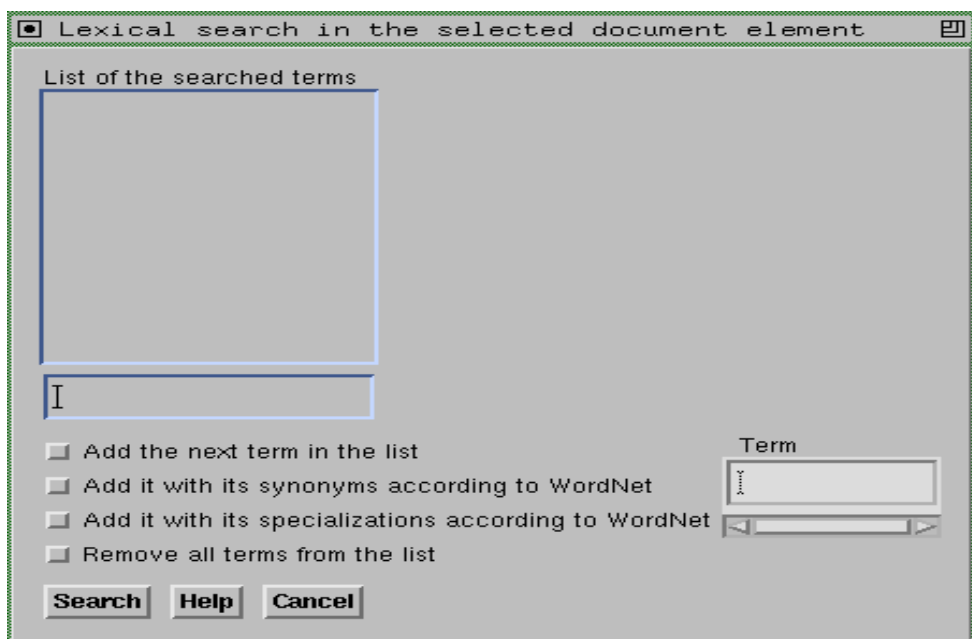 Lexical search in the selected document element
List of the searched terms
Add the next term in the list
Term
Add it with its synonyms according to WordNet
Add it with its specializations according to WordNet
Remove all terms from the list
Search Help Cancel